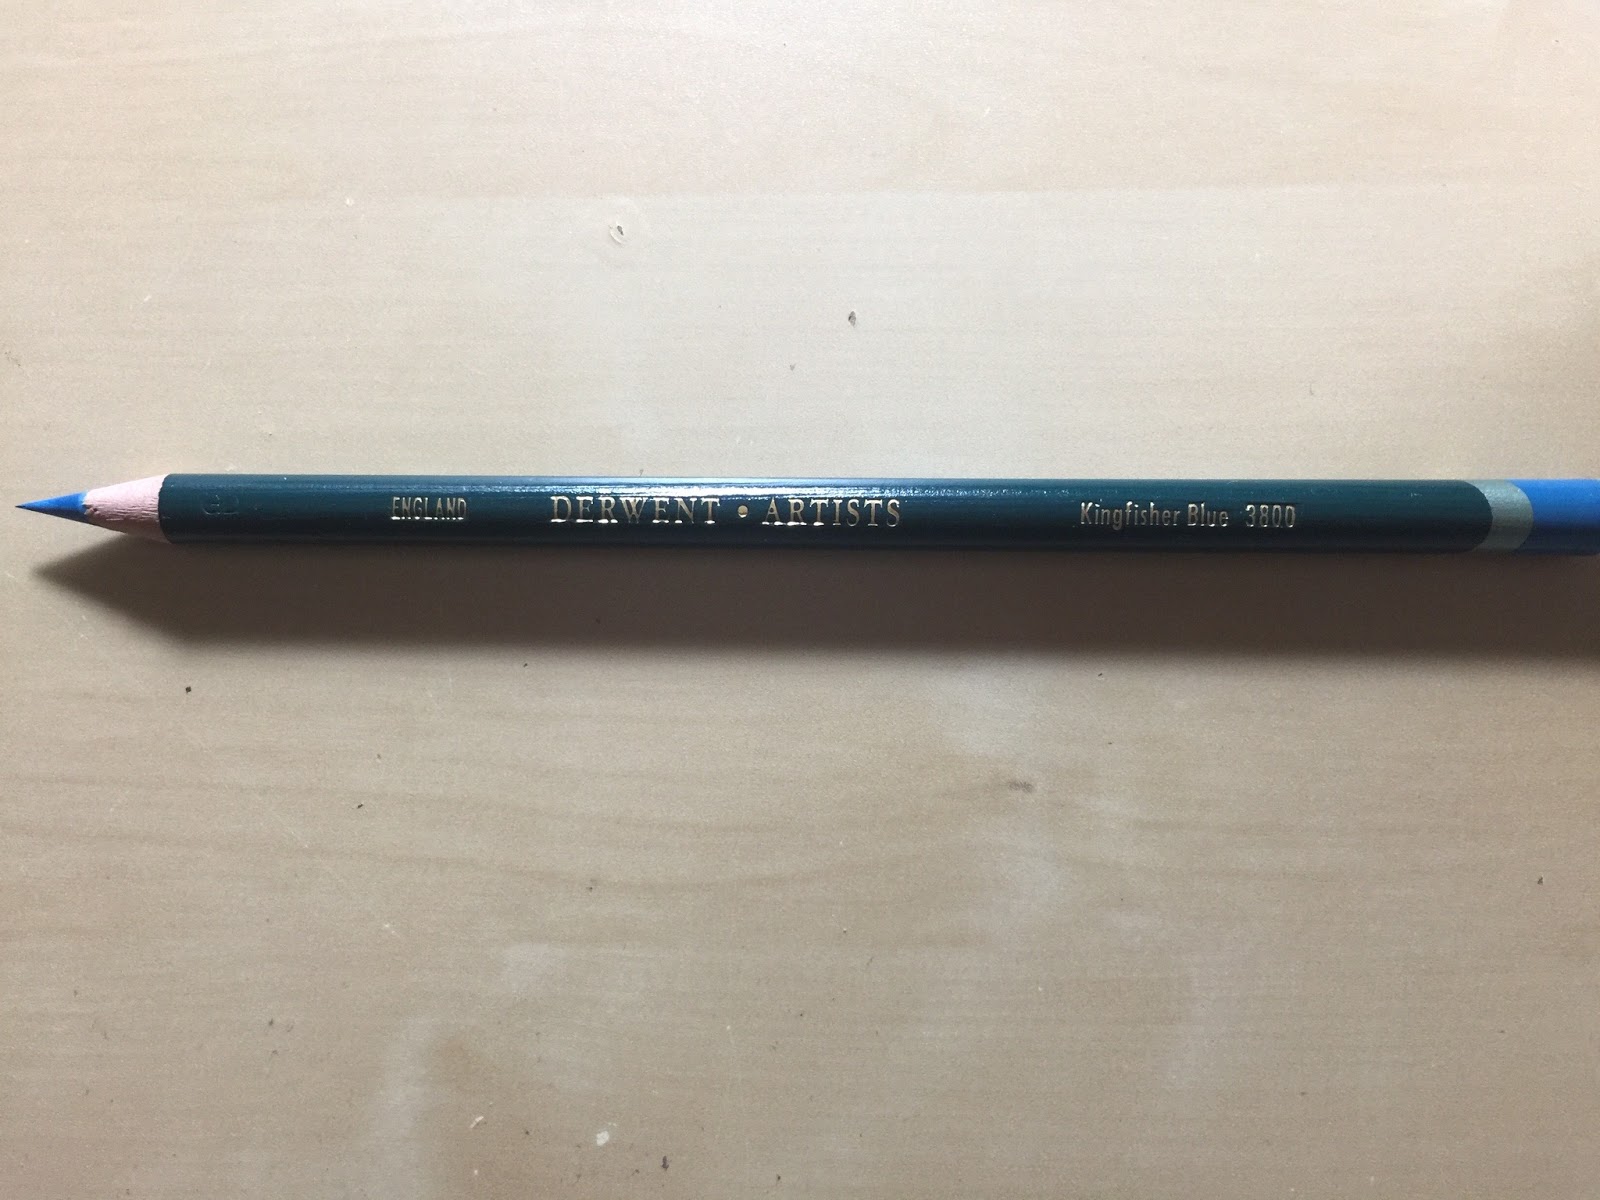 ENGLAND DERWENT • ARTISTS Kingfisher Blue 3800